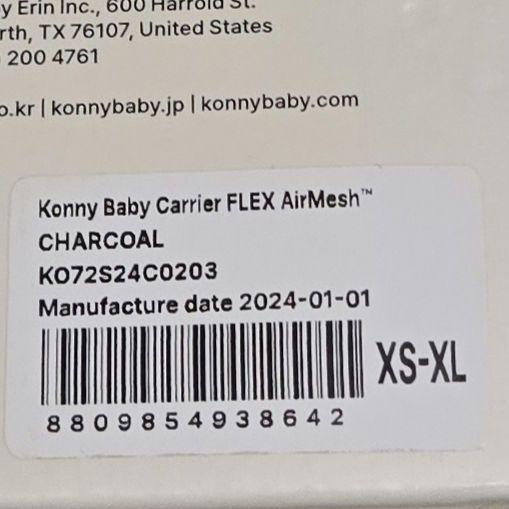 y Erin Inc., 600 Harrold St.
rth, TX 76107, United States
200 4761
o.kr | konnybaby.jp | konnybaby.com
Konny Baby Carrier FLEX AirMesh™
CHARCOAL
KO72S24C0203
Manufacture date 2024-01-01
XS-XL
8809854938642